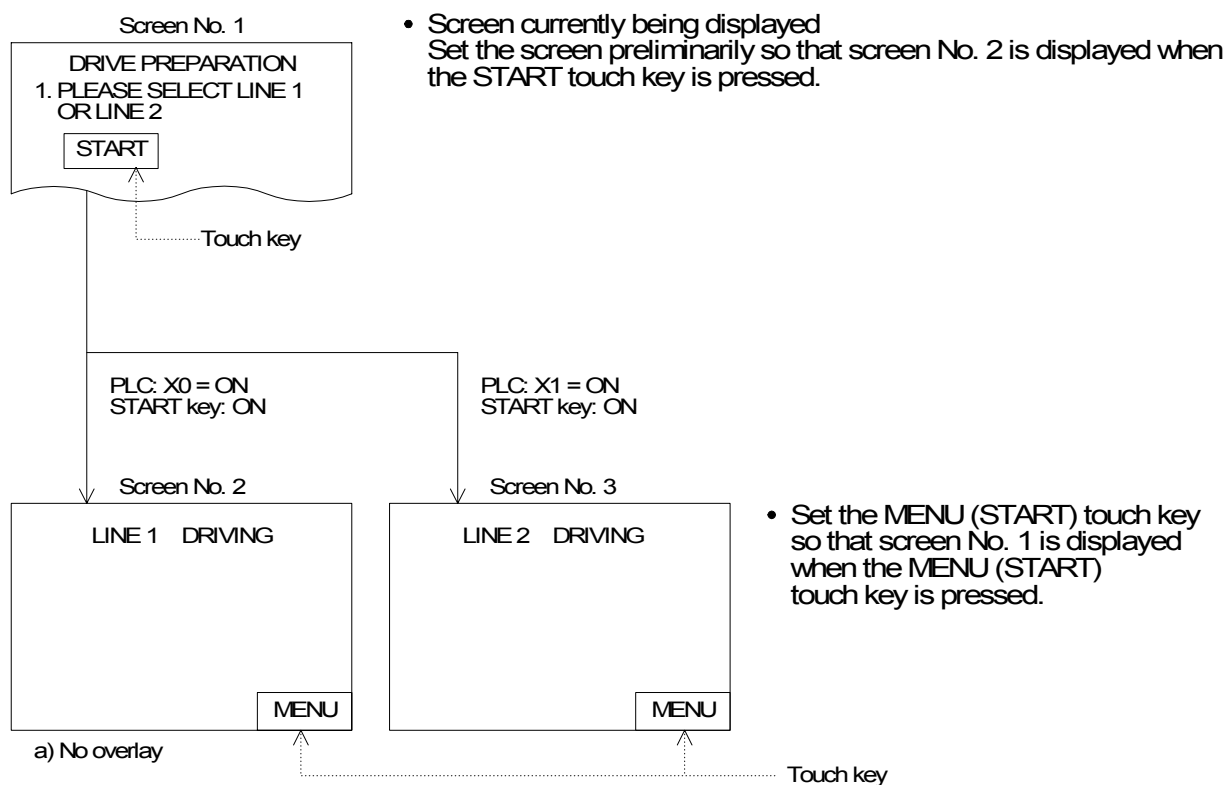 Screen No. 1
DRIVE PREPARATION
1. PLEASE SELECT LINE 1
OR LINE 2
START
Touch key
• Screen currently being displayed
Set the screen preliminarily so that screen No. 2 is displayed when
the START touch key is pressed.
PLC: X0 = ON
START key: ON
PLC: X1 = ON
START key: ON
Screen No. 2
LINE 1 DRIVING
MENU
a) No overlay
Screen No. 3
LINE 2 DRIVING
MENU
• Set the MENU (START) touch key
so that screen No. 1 is displayed
when the MENU (START)
touch key is pressed.
Touch key